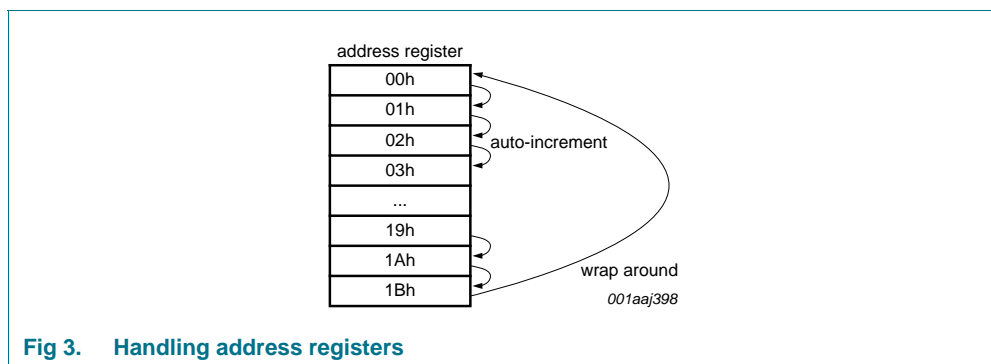 address register
00h
01h
02h
auto-increment
03h
...
19h
1Ah
wrap around
1Bh
001aaj398
Fig 3. Handling address registers